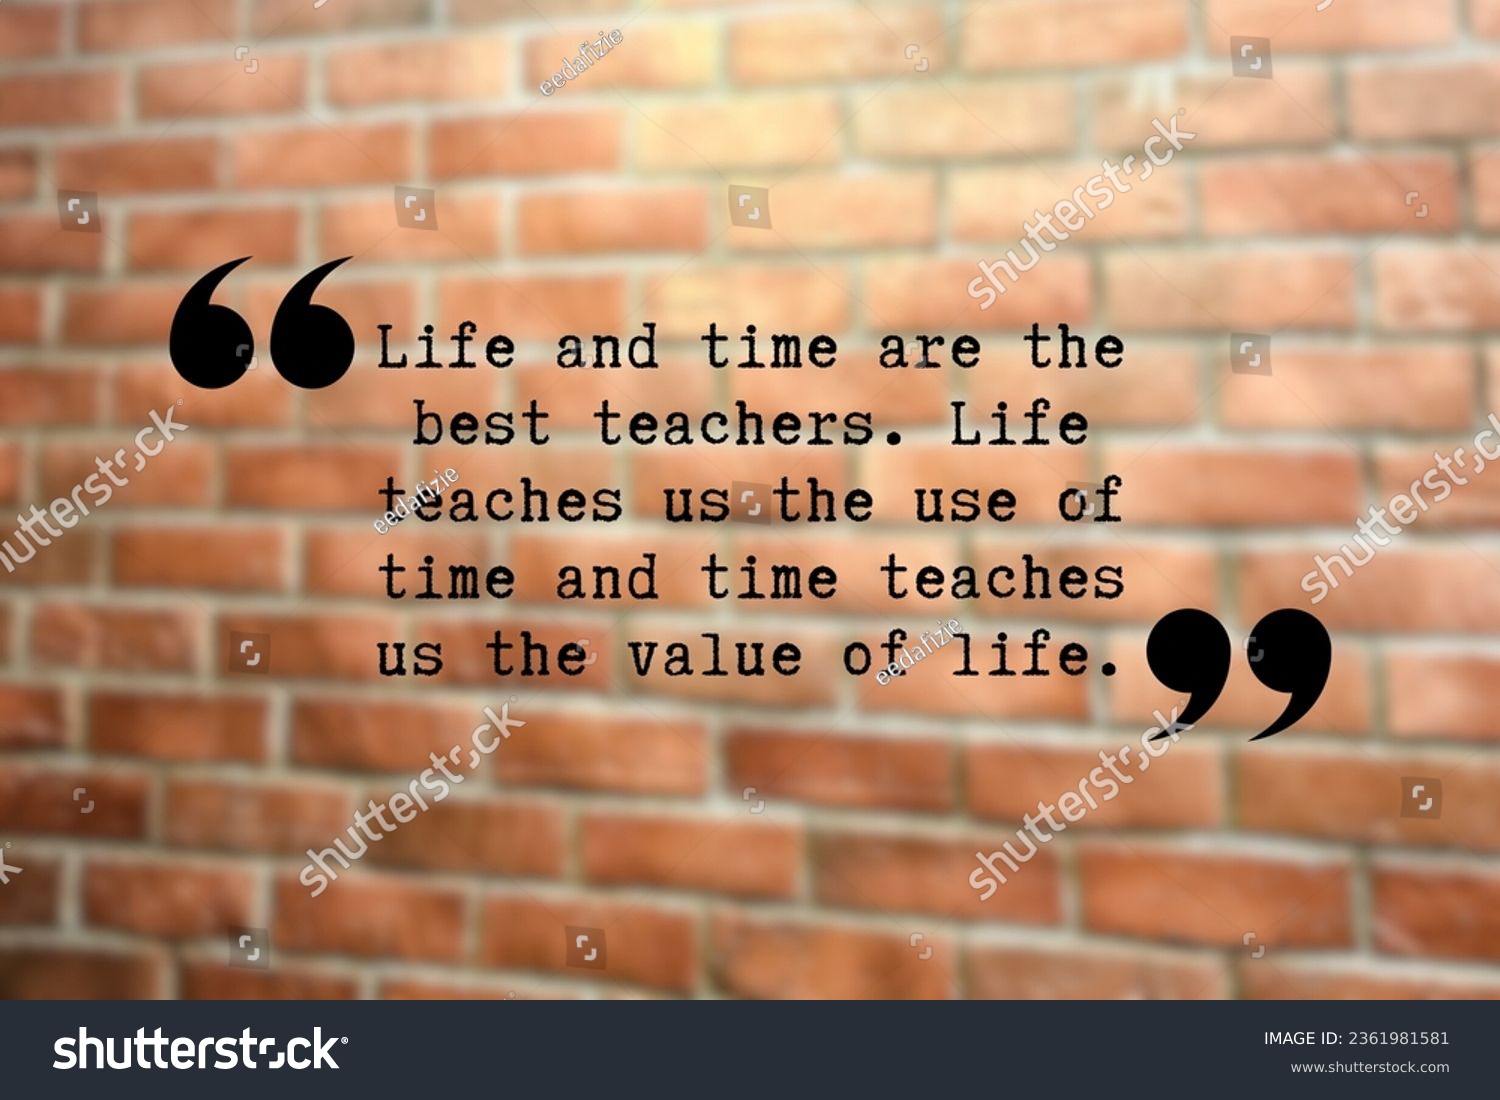 eedafizie
shutterstock
“Life and time are the
best teachers. Life
teaches us the use of
time and time teaches
us the value of life.”
eedafizie
eedafizie
shutterstock
shutterstock
shutterstock
shutterstock
shutterstock
IMAGE ID: 2361981581
www.shutterstock.com